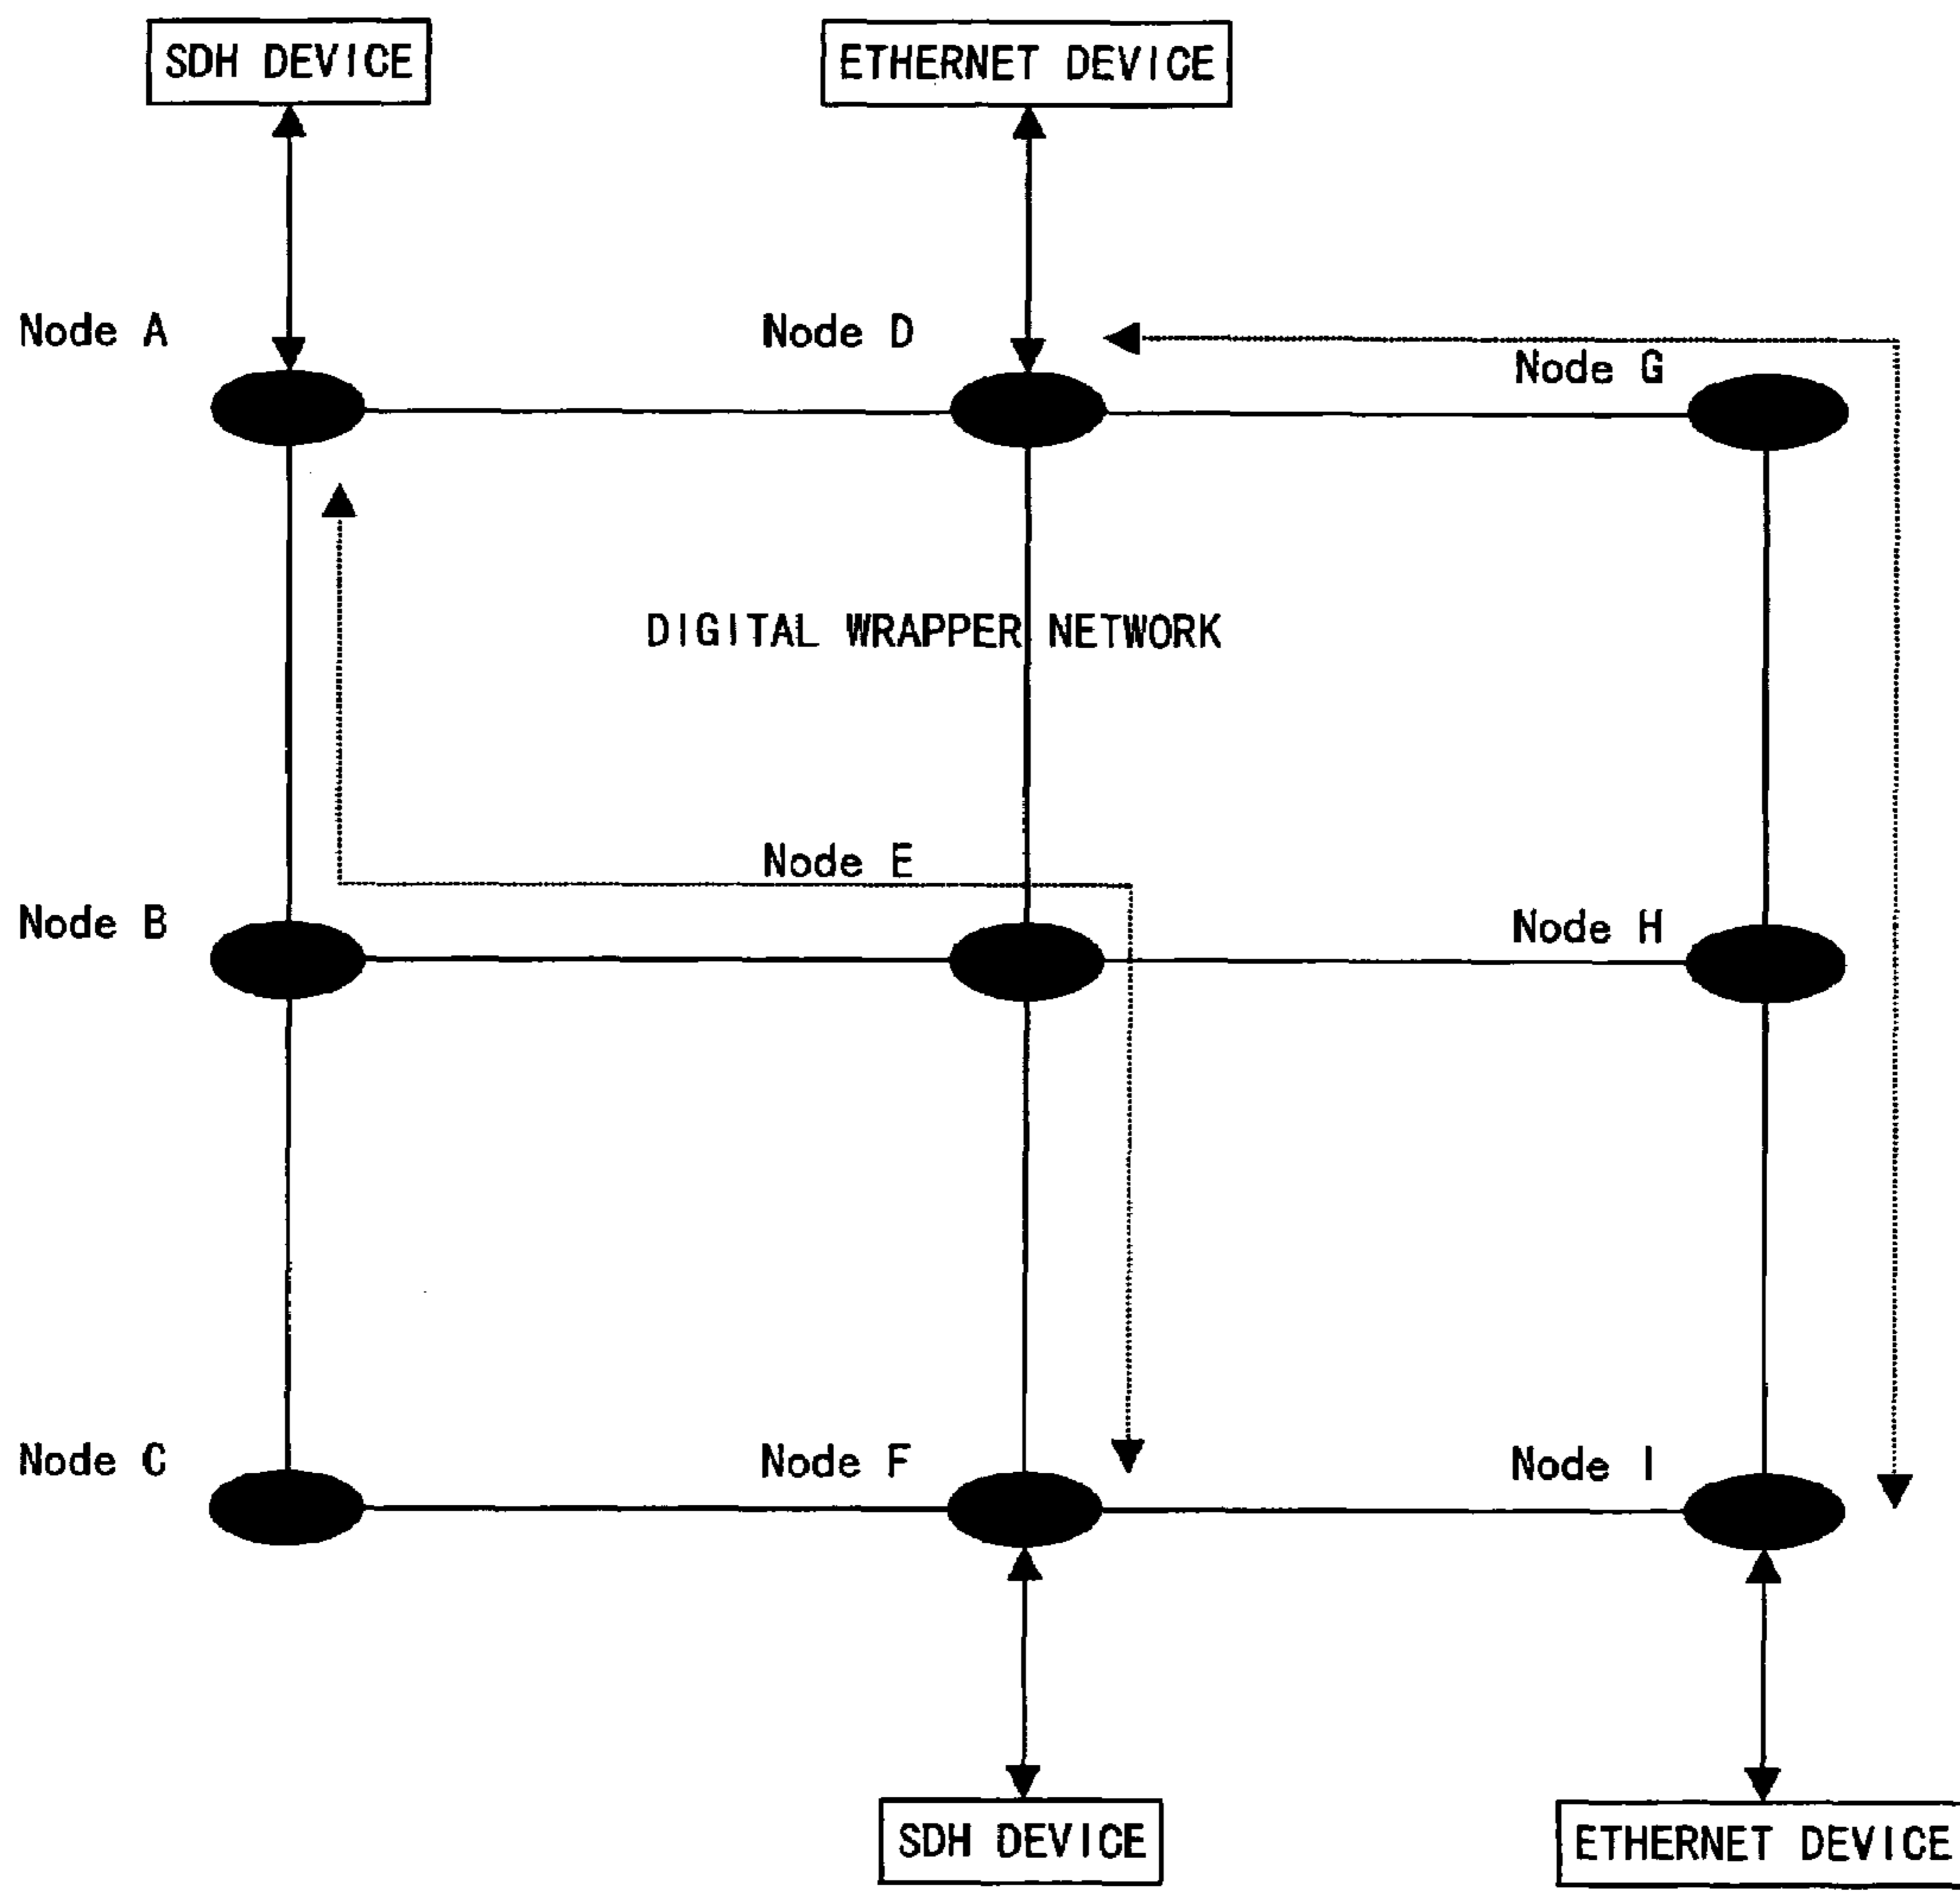 SDH DEVICE
ETHERNET DEVICE
Node A
Node D
Node G
DIGITAL WRAPPER NETWORK
Node E
Node B
Node H
Node C
Node F
Node I
SDH DEVICE
ETHERNET DEVICE